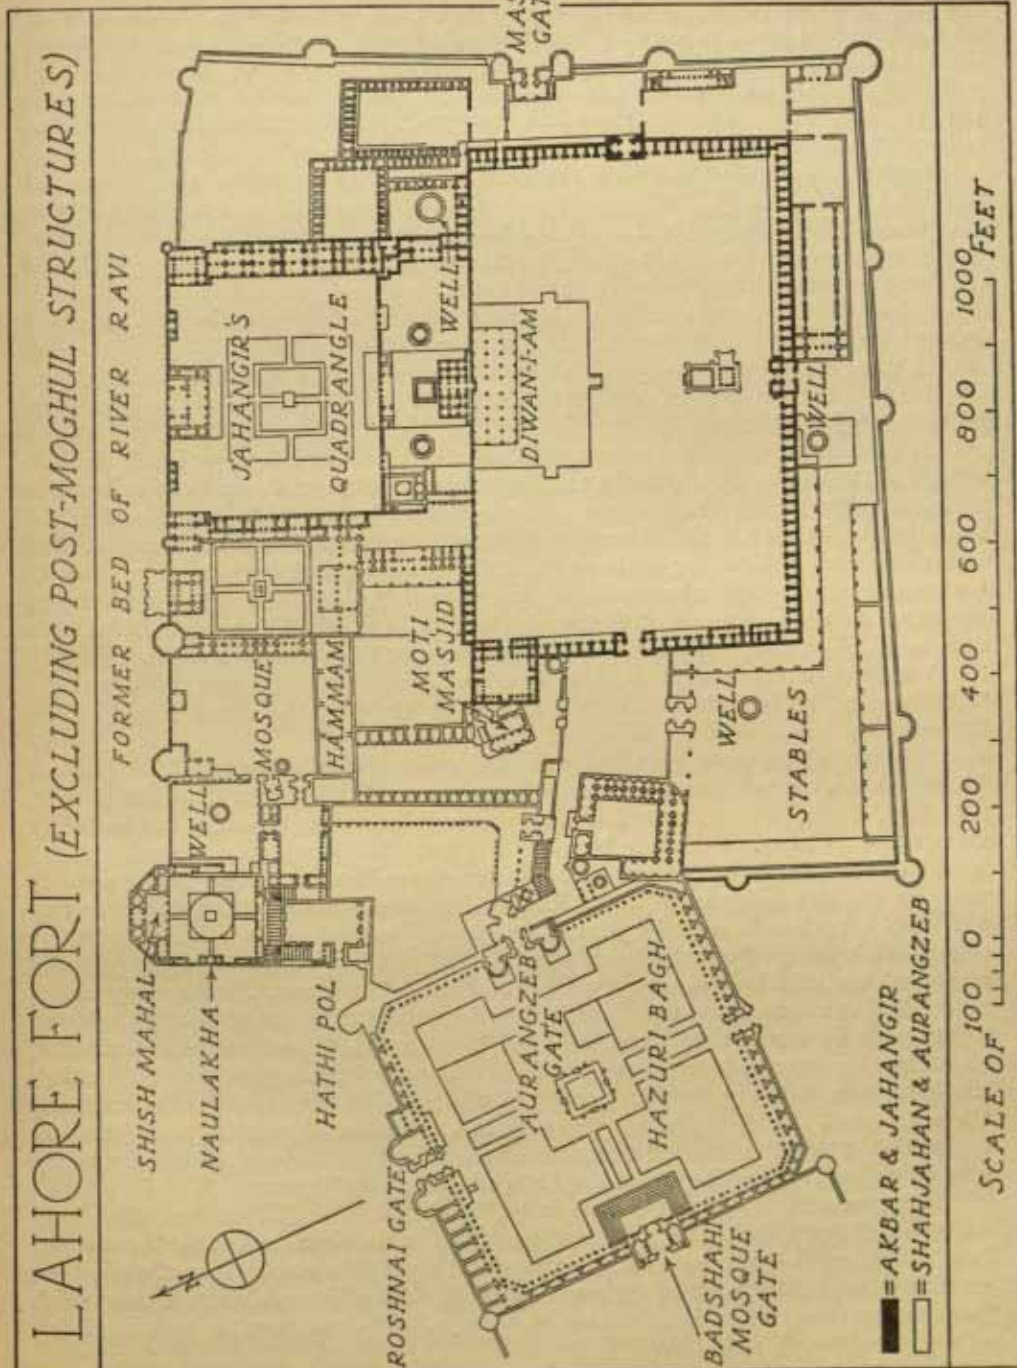 LAHORE FORT (EXCLUDING POST-MOGHUL STRUCTURES)
FORMER BED OF RIVER RAVI
SHISH MAHAL
NAULAKHA
WELL
MOSQUE
HATHI POL
HAMMAM
JAHANGIR'S
QUADRANGLE
WELL
MOTI
MASJID
DIWAN-I-AM
MAS
GAT
N
ROSHNAI GATE
AURANGZEB
GATE
HAZURI BAGH
BADSHAHI
MOSQUE
GATE
WELL
STABLES
WELL
=AKBAR & JAHANGIR
=SHAHJAHAN & AURANGZEB
SCALE OF 100 0 200 400 600 800 1000 FEET